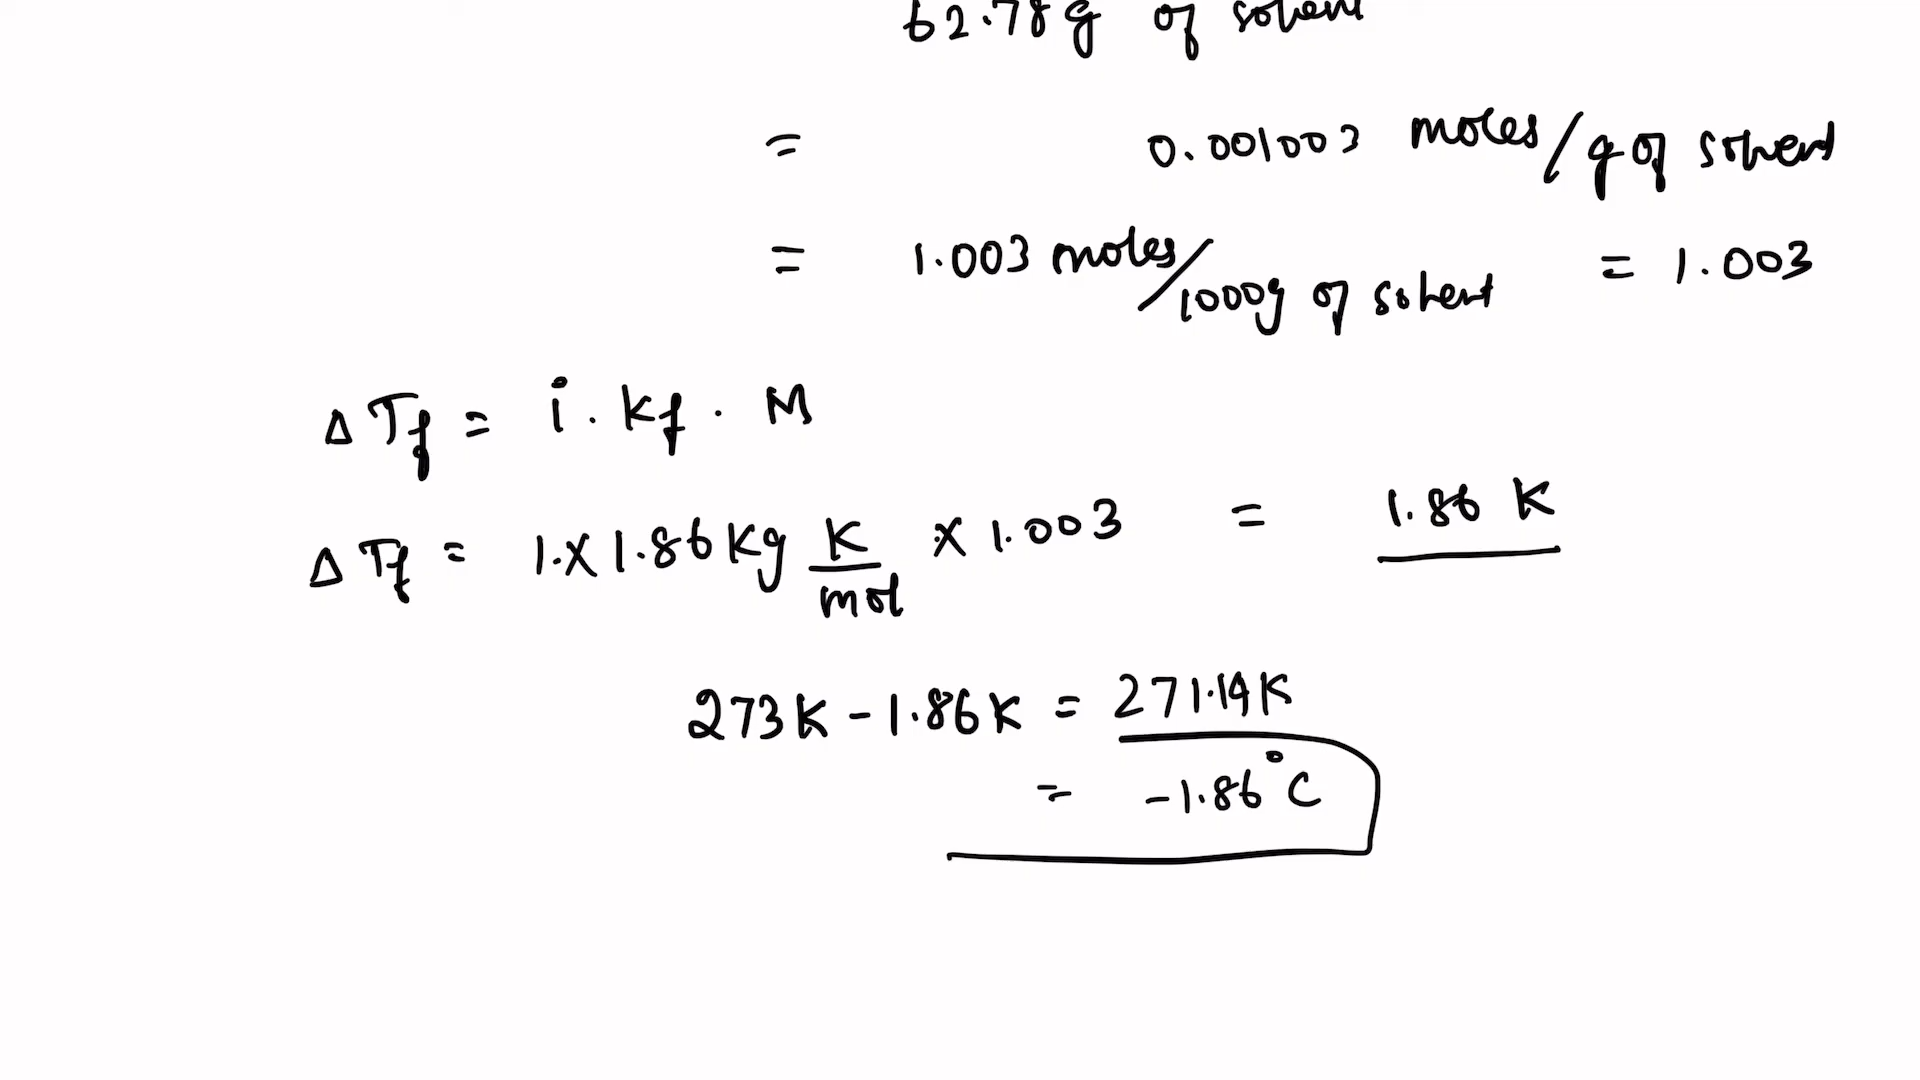 62.78 g of solvent
= 0.001003 moles/g of solvent
= 1.003 moles/1000g of solvent = 1.003
ΔTf = i . Kf . M
ΔTf = 1.x 1.86 Kg K/mol x 1.003 = 1.86 K
273K - 1.86K = 271.14K
= -1.86°C